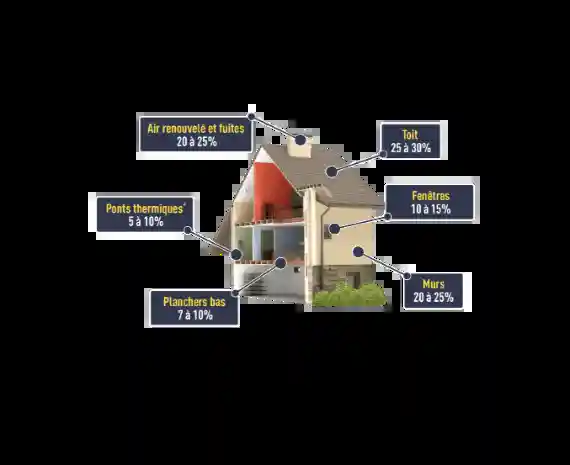 Air renouvelé et fuites
20 à 25%
Toit
25 à 30%
Fenêtres
10 à 15%
Ponts thermiques*
5 à 10%
Murs
20 à 25%
Planchers bas
7 à 10%